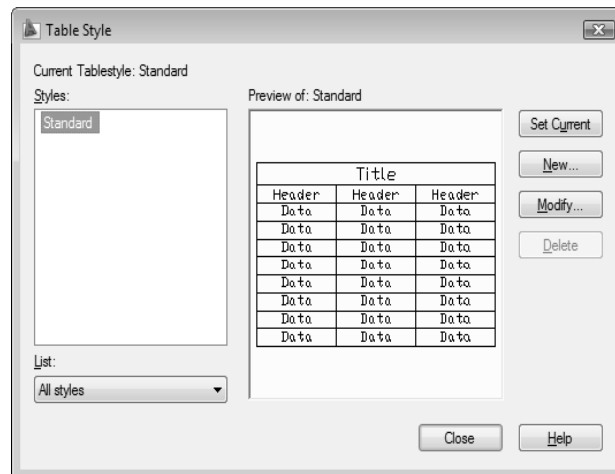 Table Style
Current Tablestyle: Standard
Styles:
Standard
Preview of: Standard
Title
Header Header Header
Data Data Data
Data Data Data
Data Data Data
Data Data Data
Data Data Data
Data Data Data
Data Data Data
Data Data Data
Set Current
New...
Modify...
Delete
List:
All styles
Close
Help